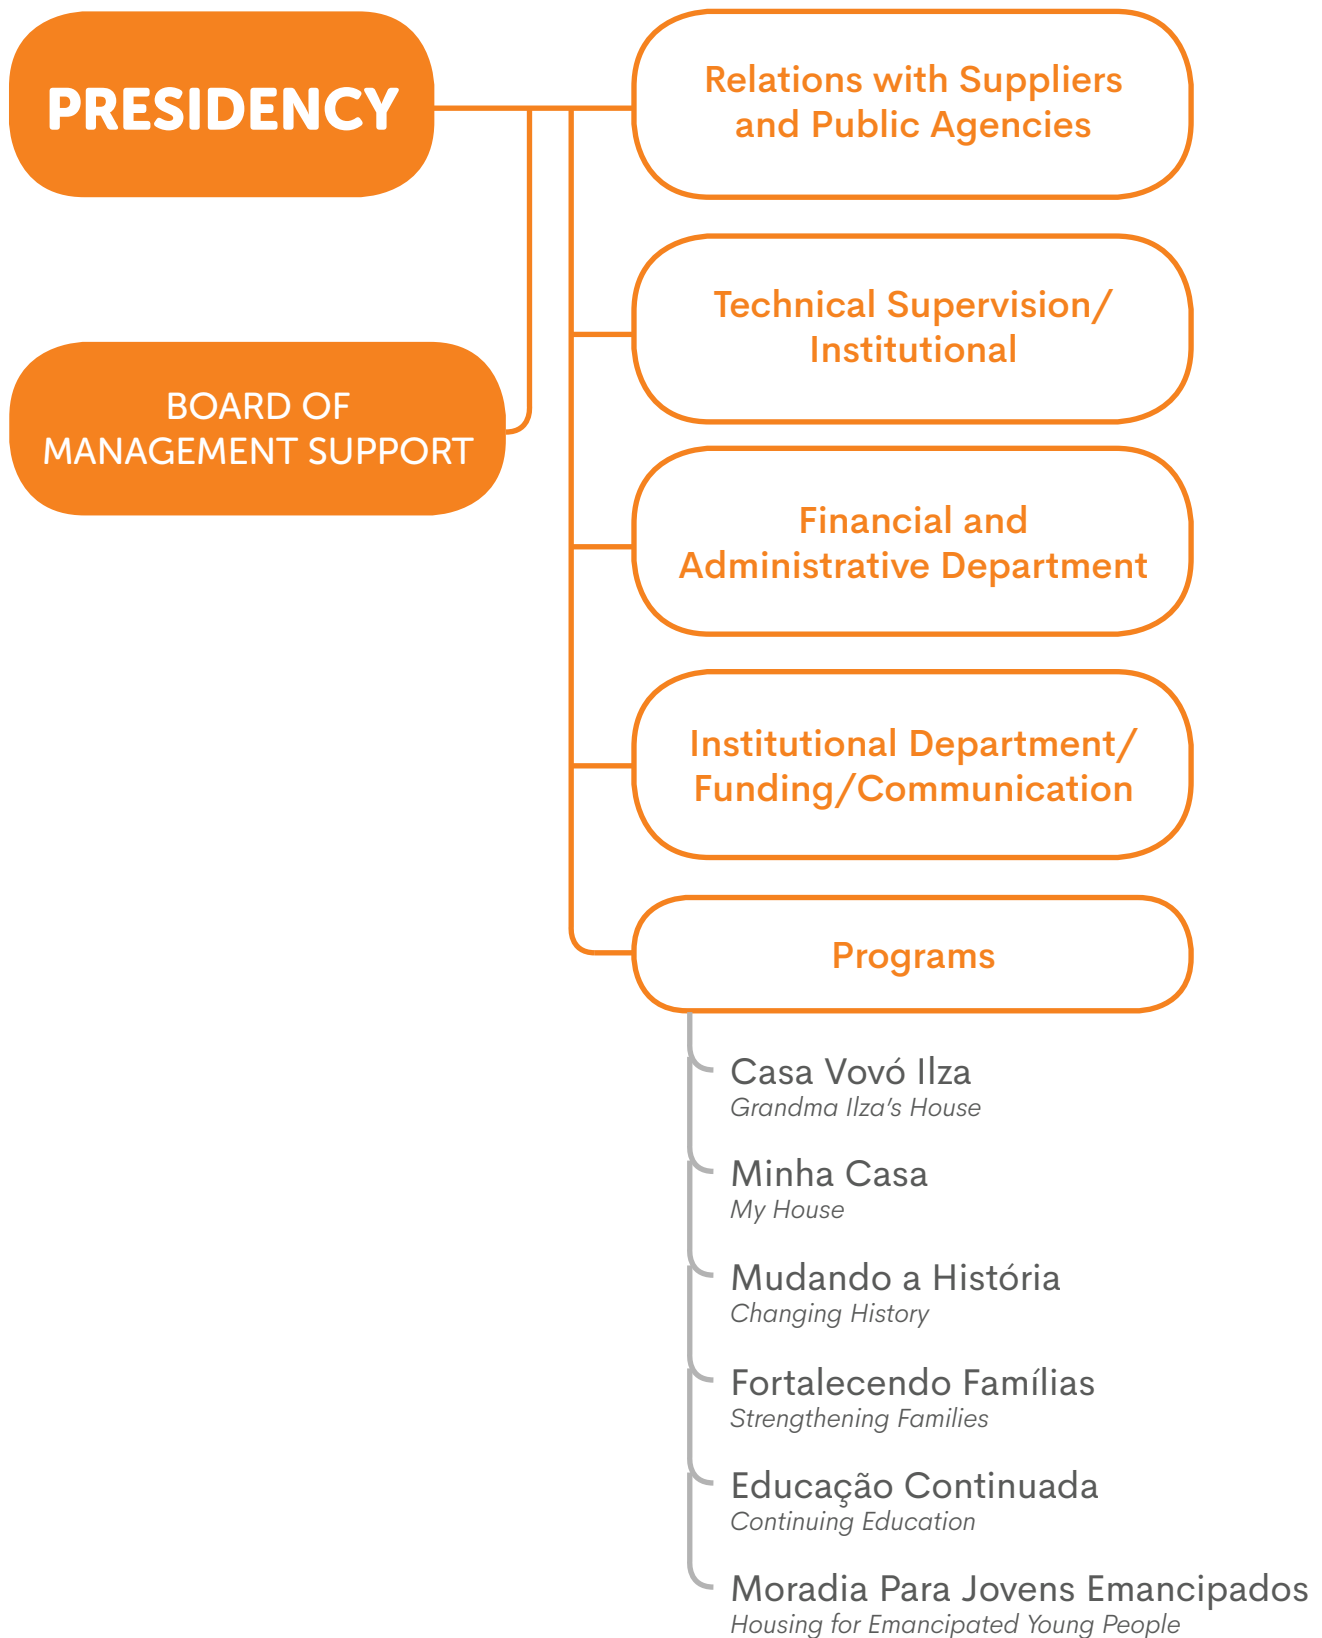 PRESIDENCY
BOARD OF
MANAGEMENT SUPPORT
Relations with Suppliers
and Public Agencies
Technical Supervision/
Institutional
Financial and
Administrative Department
Institutional Department/
Funding/Communication
Programs
Casa Vovó Ilza
Grandma Ilza's House
Minha Casa
My House
Mudando a História
Changing History
Fortalecendo Famílias
Strengthening Families
Educação Continuada
Continuing Education
Moradia Para Jovens Emancipados
Housing for Emancipated Young People